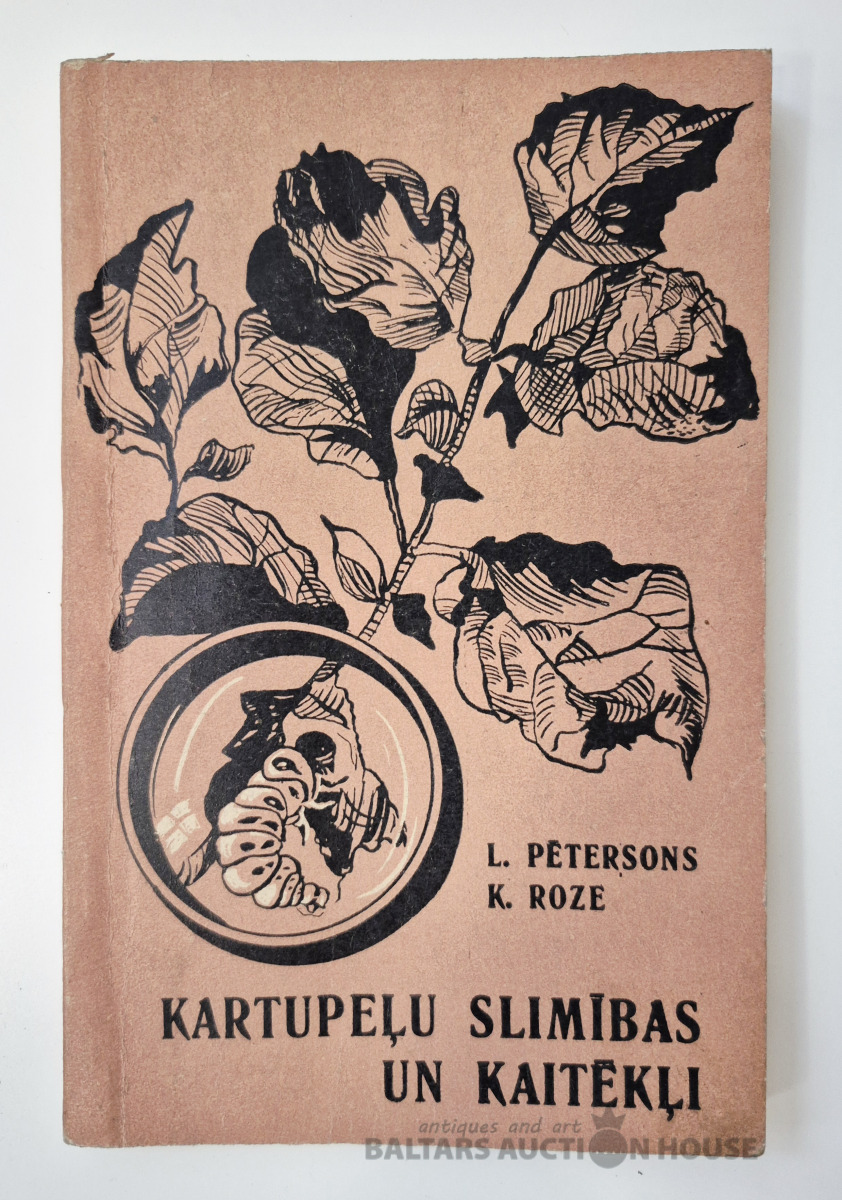 L. PĒTERSONS
K. ROZE
KARTUPEĻU SLIMĪBAS
UN KAITĒKĻI
antiques and art
BALTARS AUCTION HOUSE